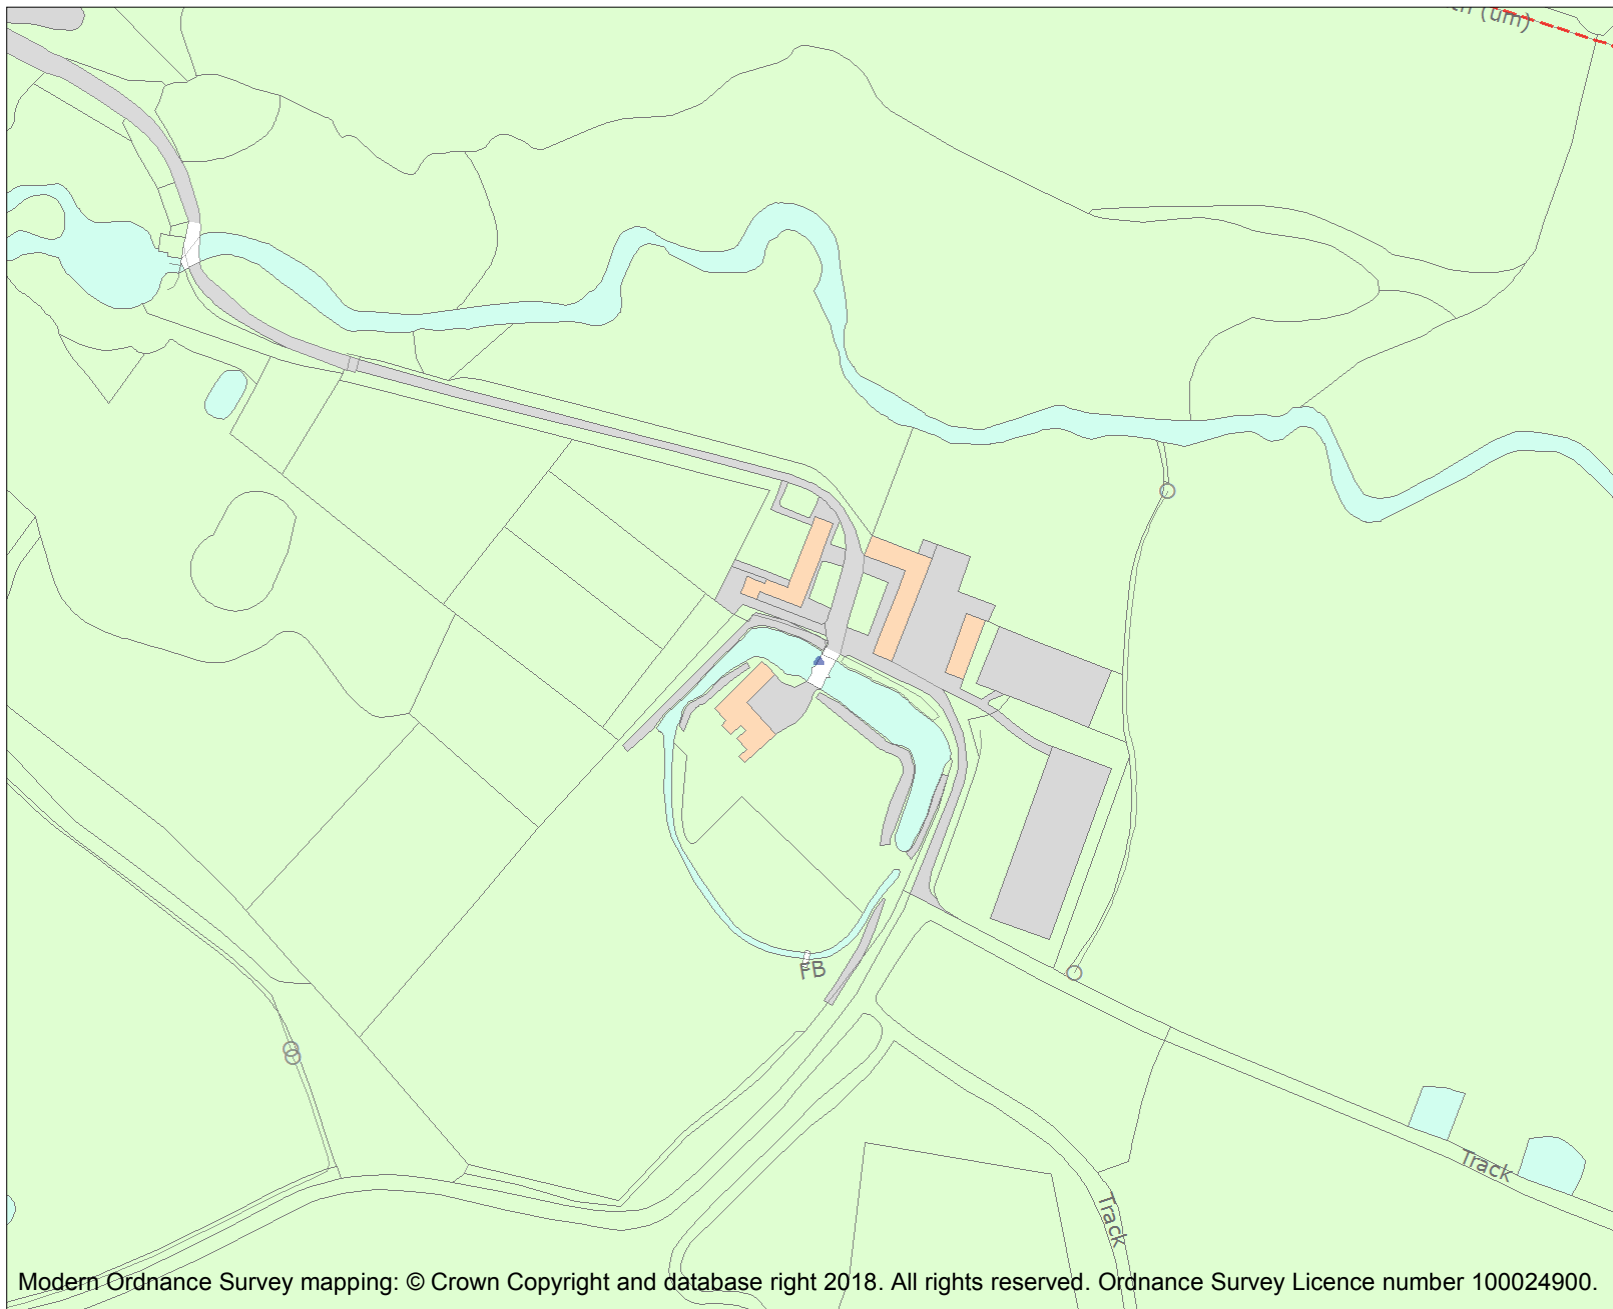 (um)
FB
Track
Track
Modern Ordnance Survey mapping: © Crown Copyright and database right 2018. All rights reserved. Ordnance Survey Licence number 100024900.